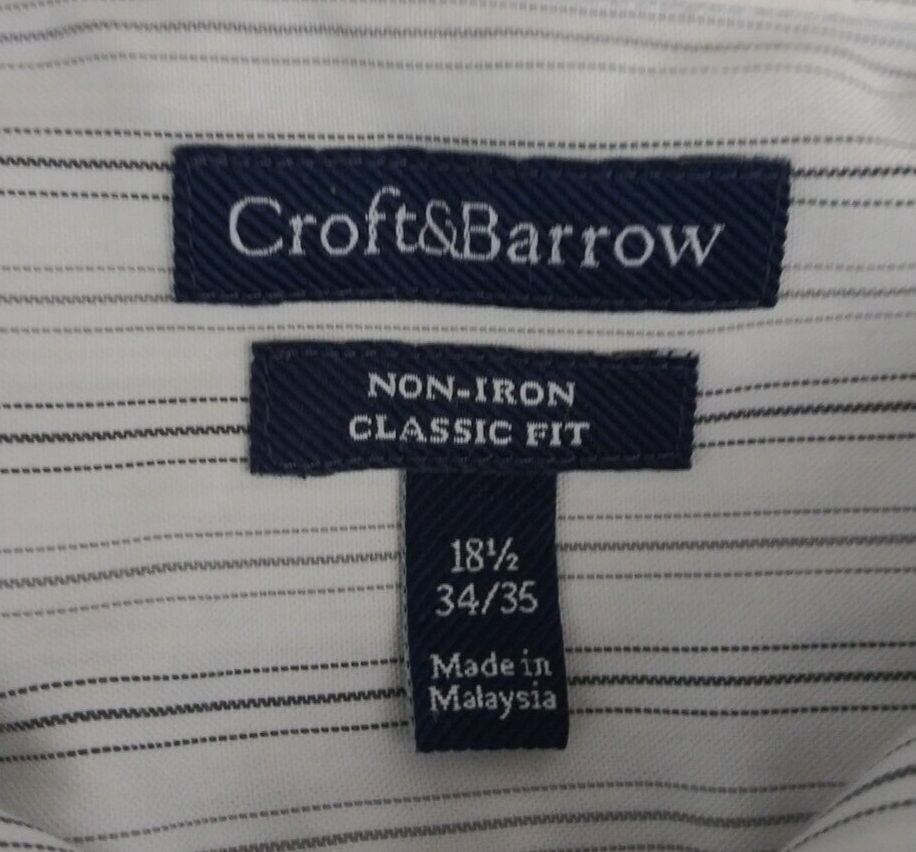 Croft&Barrow
NON-IRON
CLASSIC FIT
18½
34/35
Made in
Malaysia